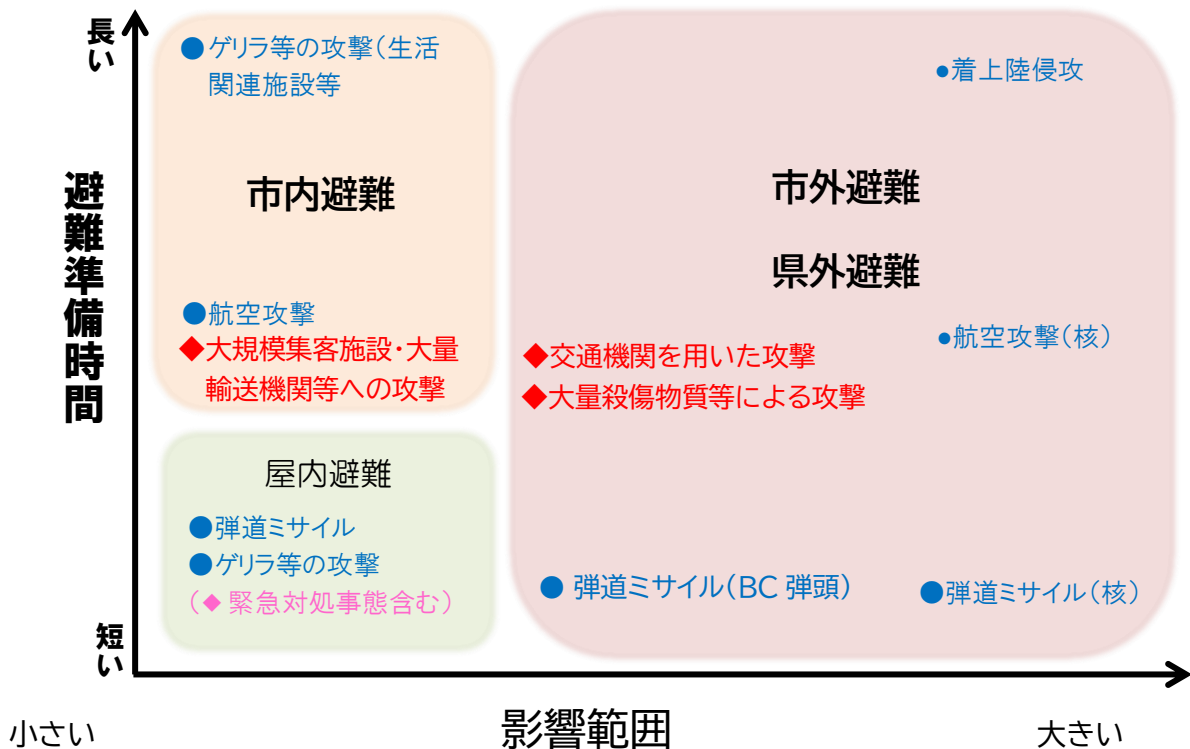 長い
●ゲリラ等の攻撃(生活
関連施設等
●着上陸侵攻
避難準備時間
市内避難
市外避難
県外避難
●航空攻撃
◆大規模集客施設・大量
輸送機関等への攻撃
◆交通機関を用いた攻撃
◆大量殺傷物質等による攻撃
●航空攻撃(核)
屋内避難
●弾道ミサイル
●ゲリラ等の攻撃
(◆緊急対処事態含む)
● 弾道ミサイル(BC 弾頭)
●弾道ミサイル(核)
短い
小さい
影響範囲
大きい